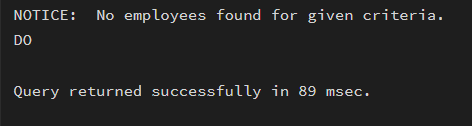 NOTICE:  No employees found for given criteria.
DO
Query returned successfully in 89 msec.